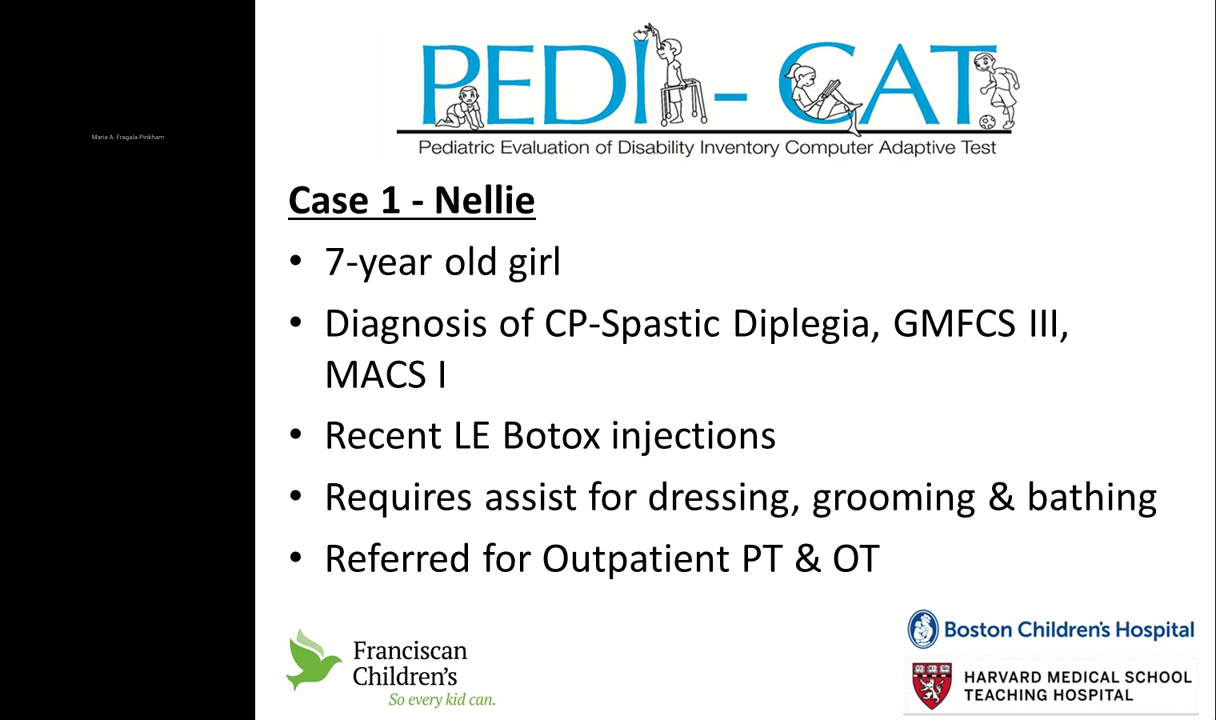 Maria A. Fragala-Pinkham
PEDI-CAT
Pediatric Evaluation of Disability Inventory Computer Adaptive Test
Case 1 - Nellie
• 7-year old girl
• Diagnosis of CP-Spastic Diplegia, GMFCS III,
MACS I
• Recent LE Botox injections
• Requires assist for dressing, grooming & bathing
• Referred for Outpatient PT & OT
Franciscan
Children's
So every kid can.
Boston Children's Hospital
HARVARD MEDICAL SCHOOL
TEACHING HOSPITAL